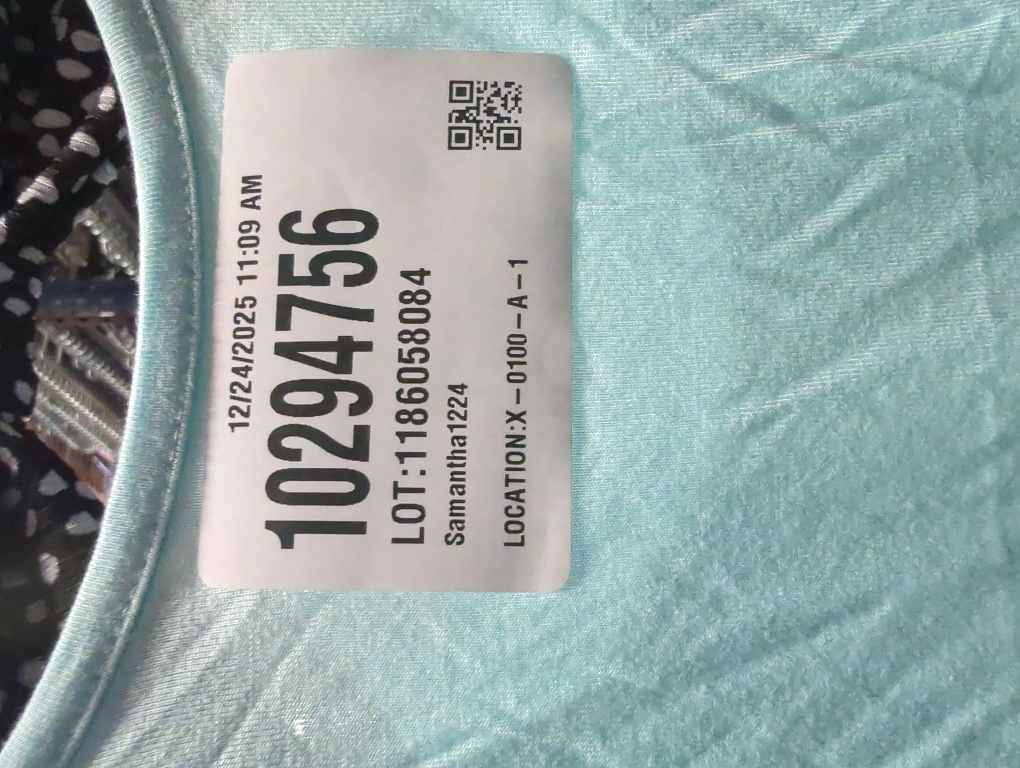 12/24/2025 11:09 AM
10294756
LOT:1186058084
Samantha1224
LOCATION:X-0100-A-1